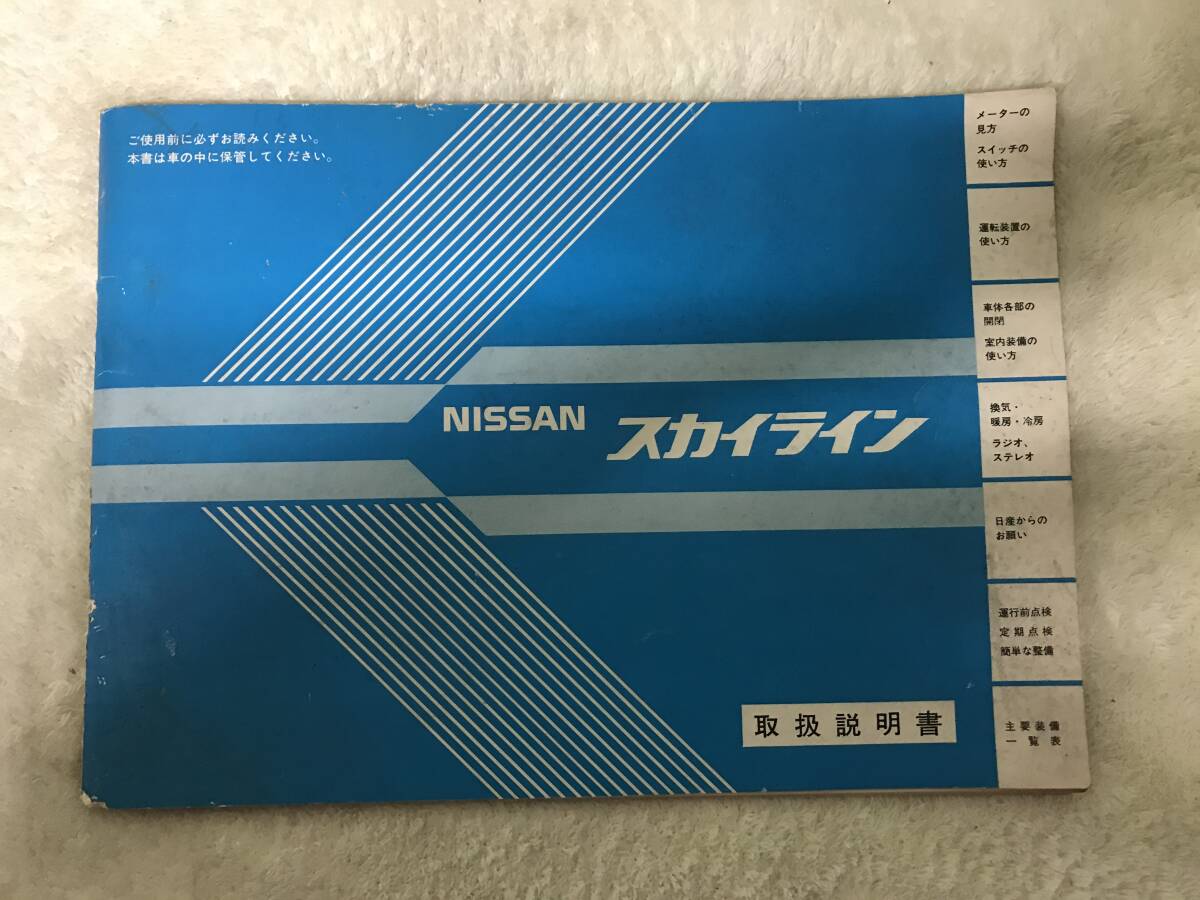 ご使用前に必ずお読みください。
本書は車の中に保管してください。
NISSAN スカイライン
取扱説明書
メーターの
見方
スイッチの
使い方
運転装置の
使い方
車体各部の
開閉
室内装備の
使い方
換気・
暖房・冷房
ラジオ、
ステレオ
日産からの
お願い
運行前点検
定期点検
簡単な整備
主要装備
一覧表